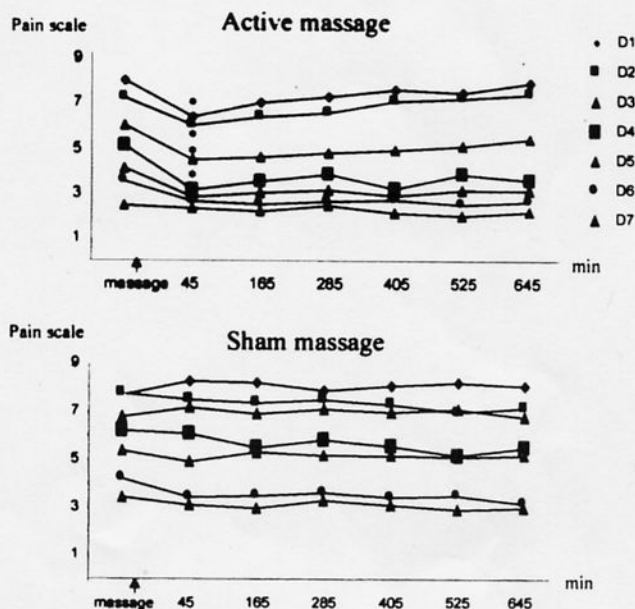 Pain scale
Active massage
9
7
5
3
1
massage 45 165 285 405 525 645
min
D1
D2
D3
D4
D5
D6
D7
Pain scale
Sham massage
9
7
5
3
1
massage 45 165 285 405 525 645
min